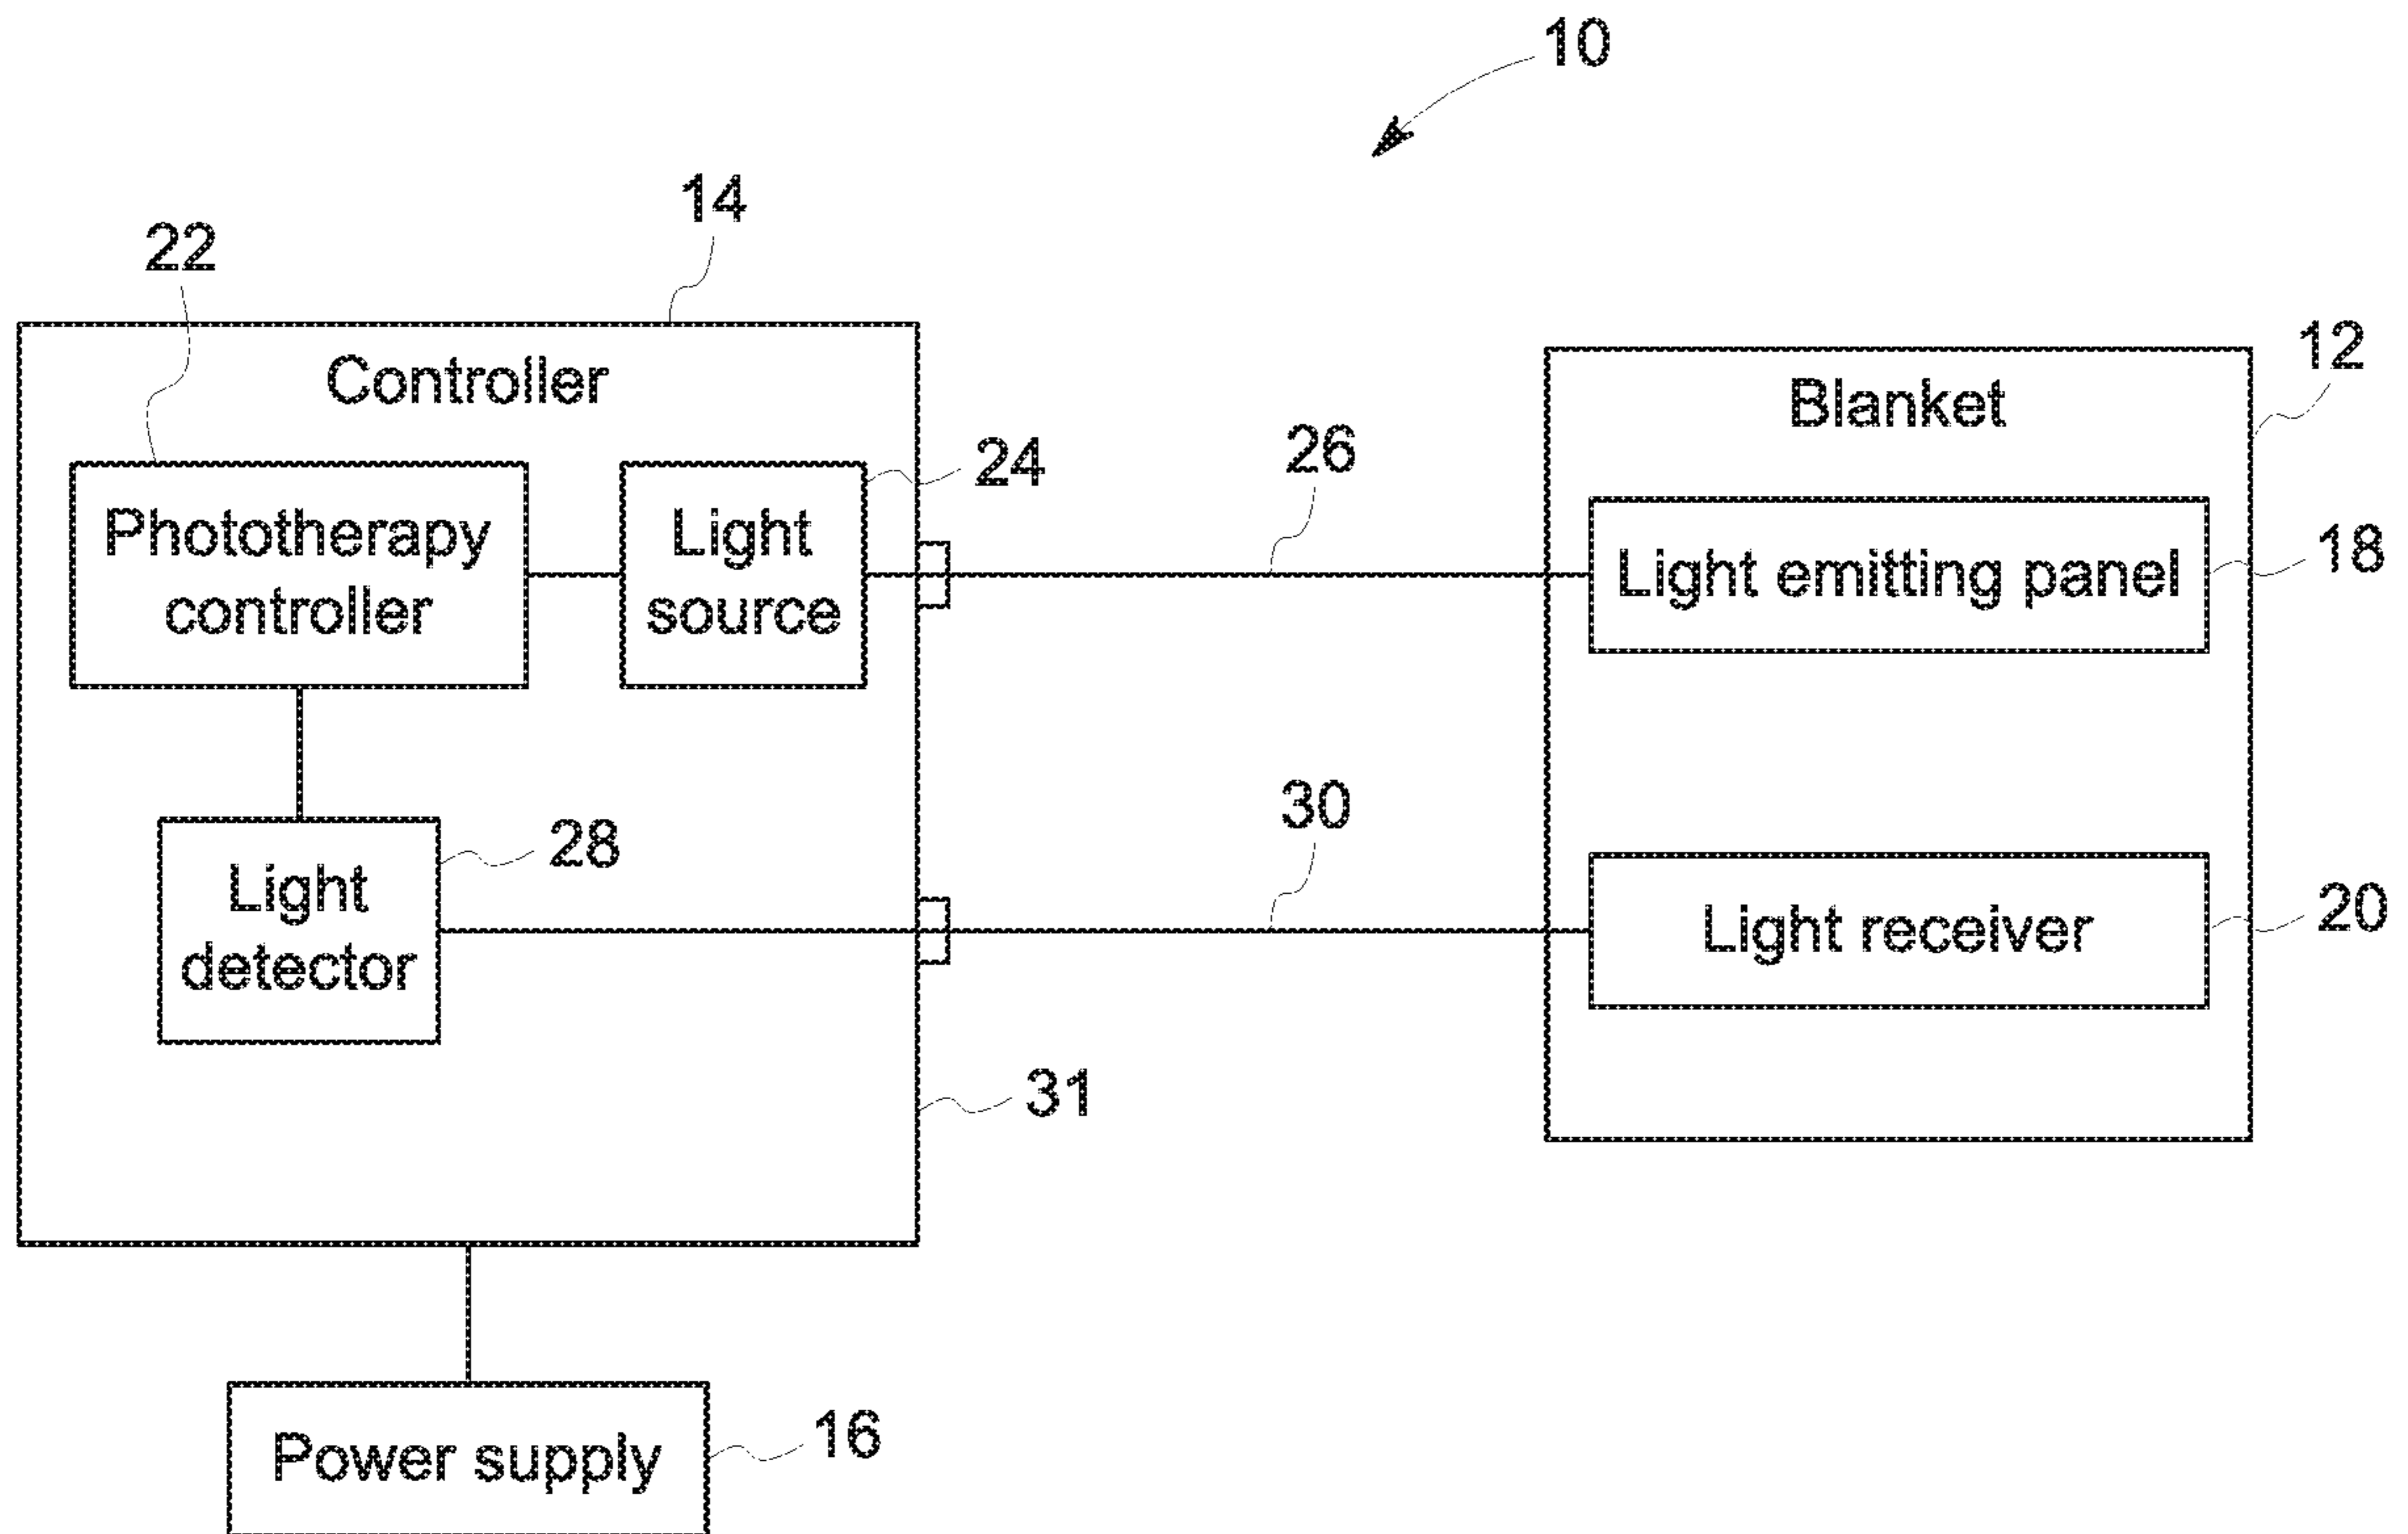 10
14
22
12
Controller
Blanket
24
26
Phototherapy
controller
Light
source
Light emitting panel
18
30
28
Light
detector
Light receiver
20
31
Power supply
16